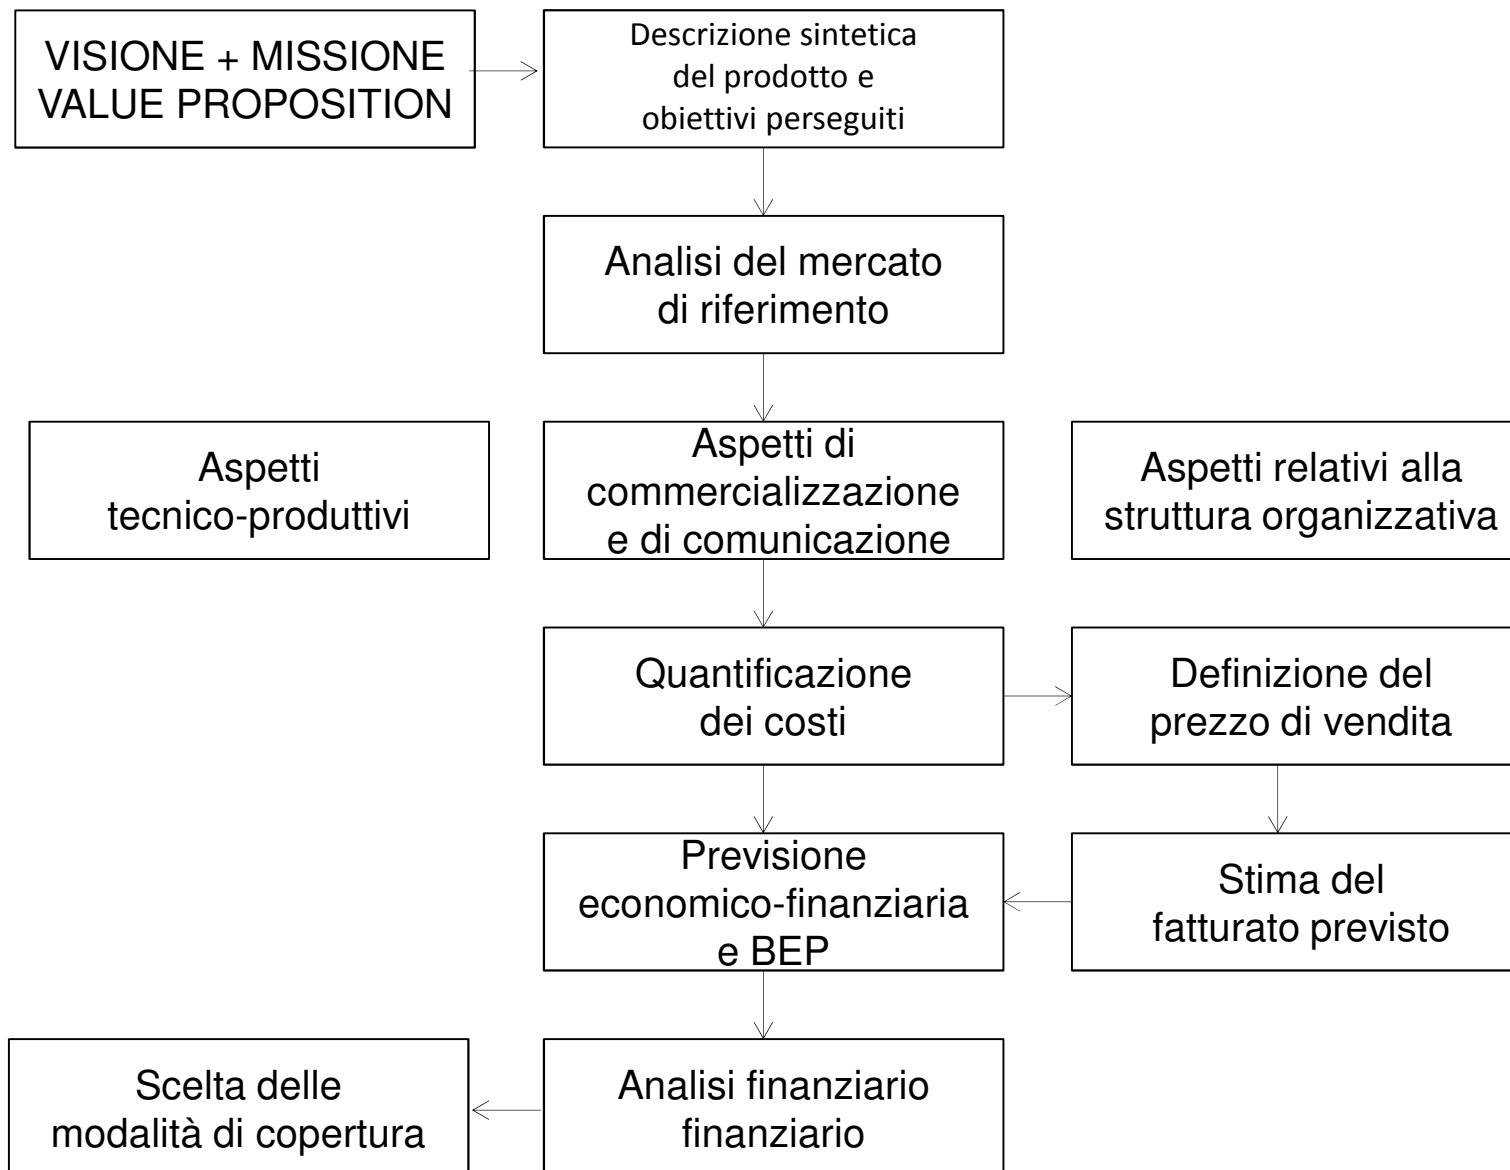 VISIONE + MISSIONE
VALUE PROPOSITION
Descrizione sintetica
del prodotto e
obiettivi perseguiti
Analisi del mercato
di riferimento
Aspetti
tecnico-produttivi
Aspetti di
commercializzazione
e di comunicazione
Aspetti relativi alla
struttura organizzativa
Quantificazione
dei costi
Definizione del
prezzo di vendita
Previsione
economico-finanziaria
e BEP
Stima del
fatturato previsto
Scelta delle
modalità di copertura
Analisi finanziario
finanziario